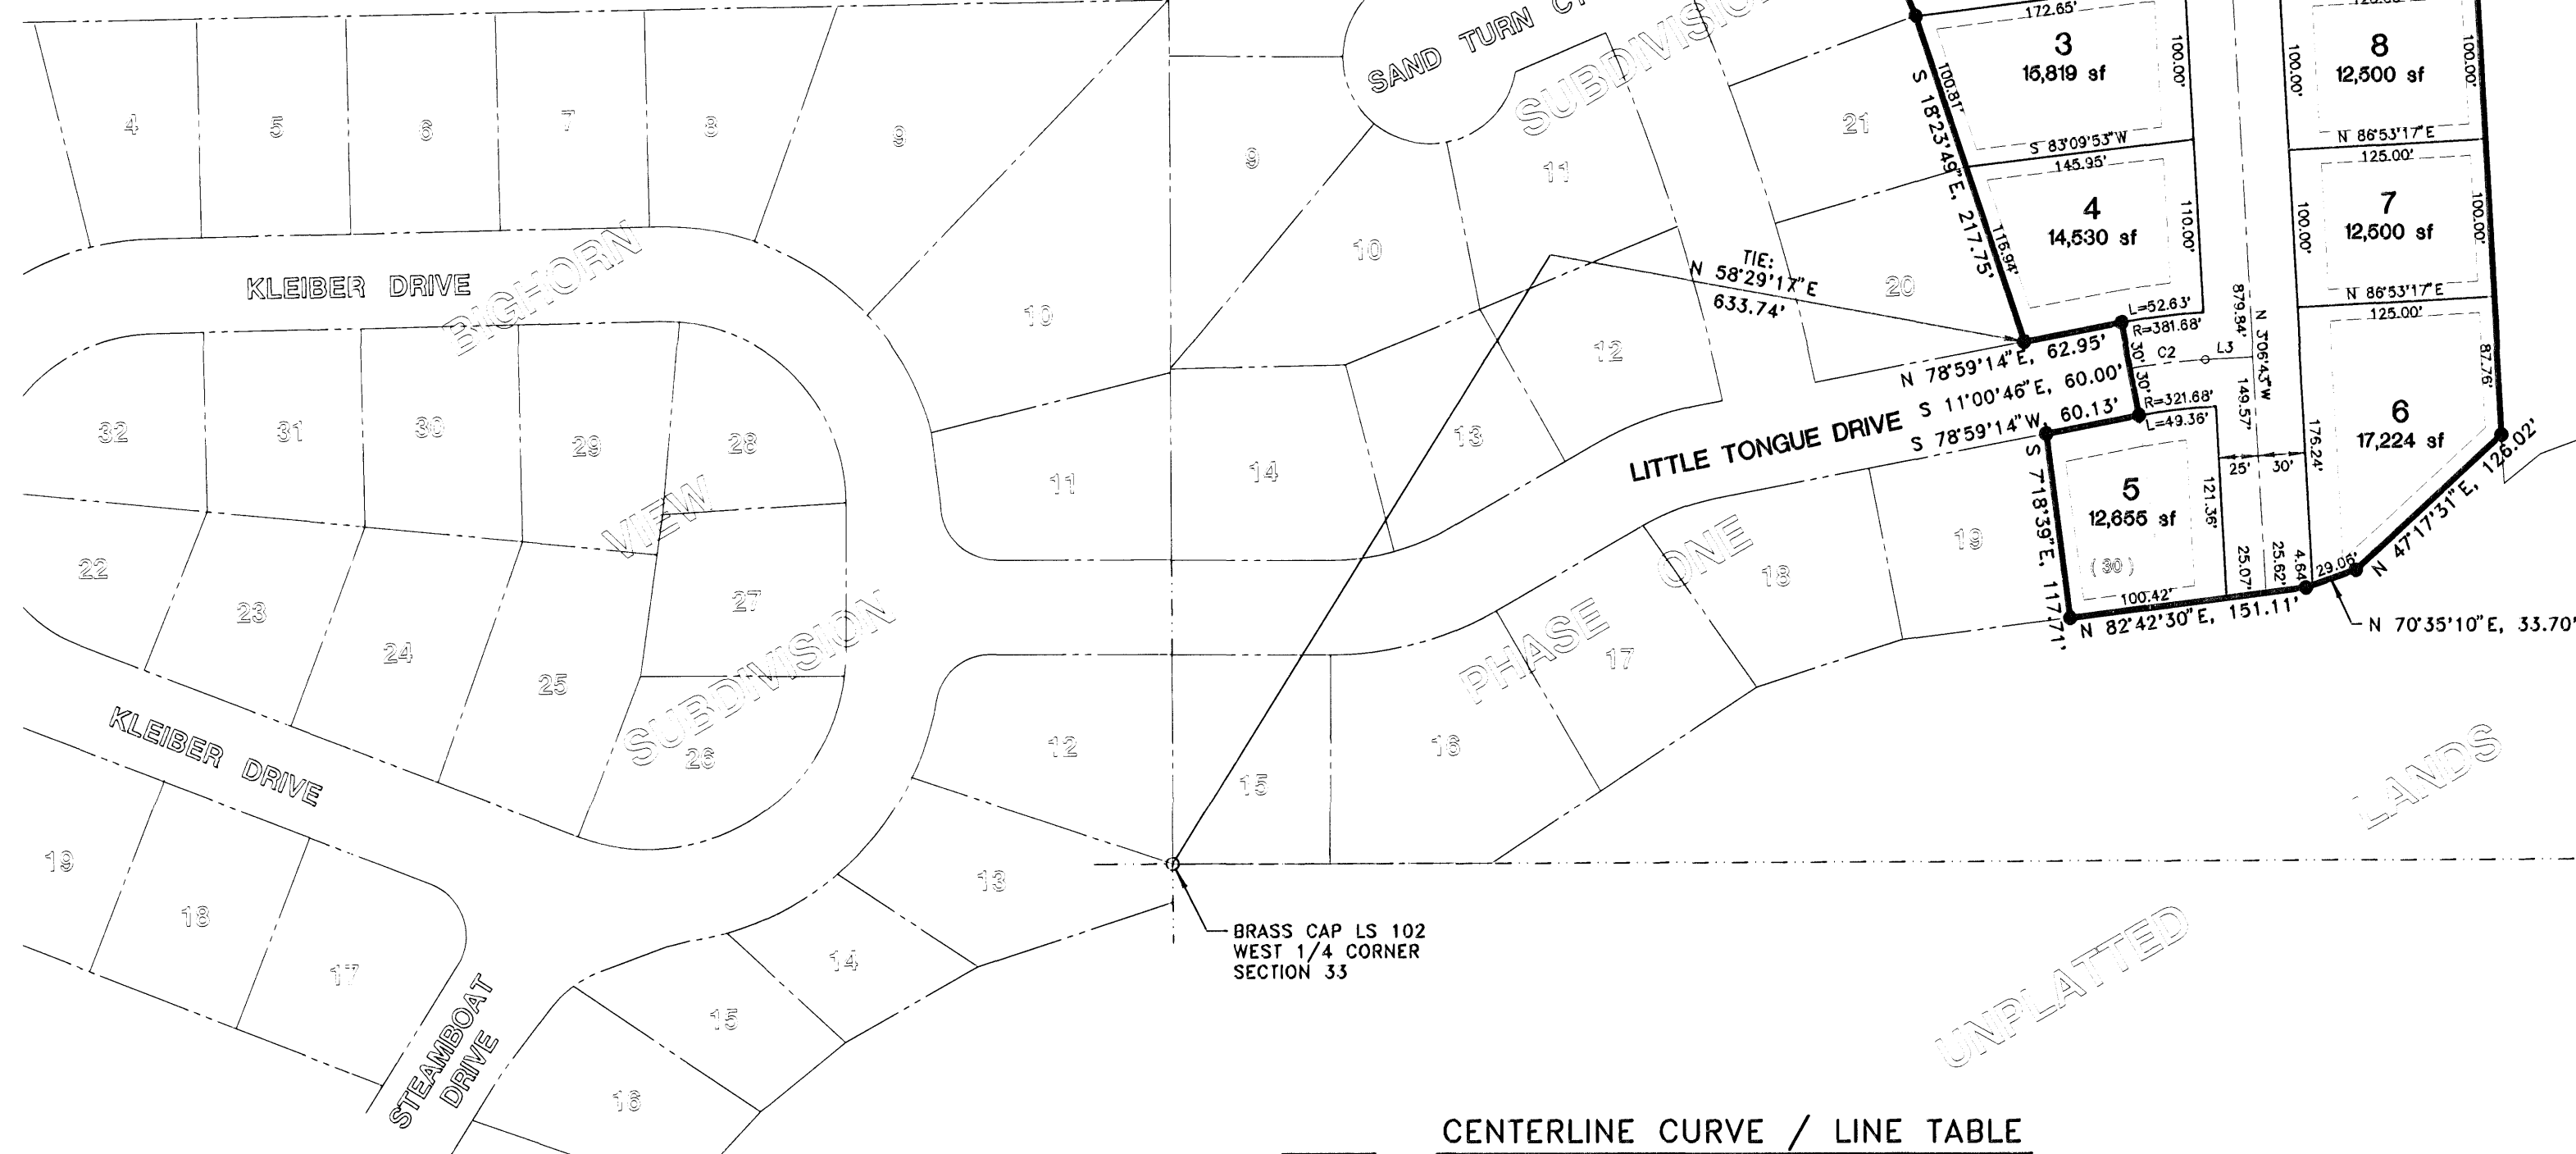 SAND TURN CT
SUBDIVISION
172.65'
3
15,819 sf
100.00'
100.81'
S 18°23'49"E, 217.75'
S 83°09'53"W
145.95'
4
14,530 sf
110.00'
116.94'
8
12,500 sf
100.00'
100.00'
N 86°53'17"E
125.00'
7
12,500 sf
100.00'
100.00'
N 86°53'17"E
125.00'
6
17,224 sf
87.76'
176.24'
N 47°17'31"E, 126.02'
4
5
6
7
8
9
9
10
11
21
20
10
12
13
14
11
KLEIBER DRIVE
BIGHORN
VIEW
SUBDIVISION
TIE:
N 58°29'17"E
633.74'
L=52.63'
R=381.68'
30'
30'
C2
L3
879.84'
N 3°06'43"W
149.57'
N 78°59'14"E, 62.95'
S 11°00'46"E, 60.00'
S 78°59'14"W, 60.13'
R=321.68'
L=49.36'
LITTLE TONGUE DRIVE
25'
30'
5
12,655 sf
(30)
121.36'
S 7°18'39"E, 117.71'
100.42'
25.07'
25.62'
4.64'
29.06'
N 82°42'30"E, 151.11'
N 70°35'10"E, 33.70'
32
31
30
29
28
22
23
24
25
27
26
PHASE ONE
19
18
17
16
15
12
13
KLEIBER DRIVE
19
18
17
14
15
16
STEAMBOAT
DRIVE
BRASS CAP LS 102
WEST 1/4 CORNER
SECTION 33
LANDS
UNPLATTED
CENTERLINE CURVE / LINE TABLE